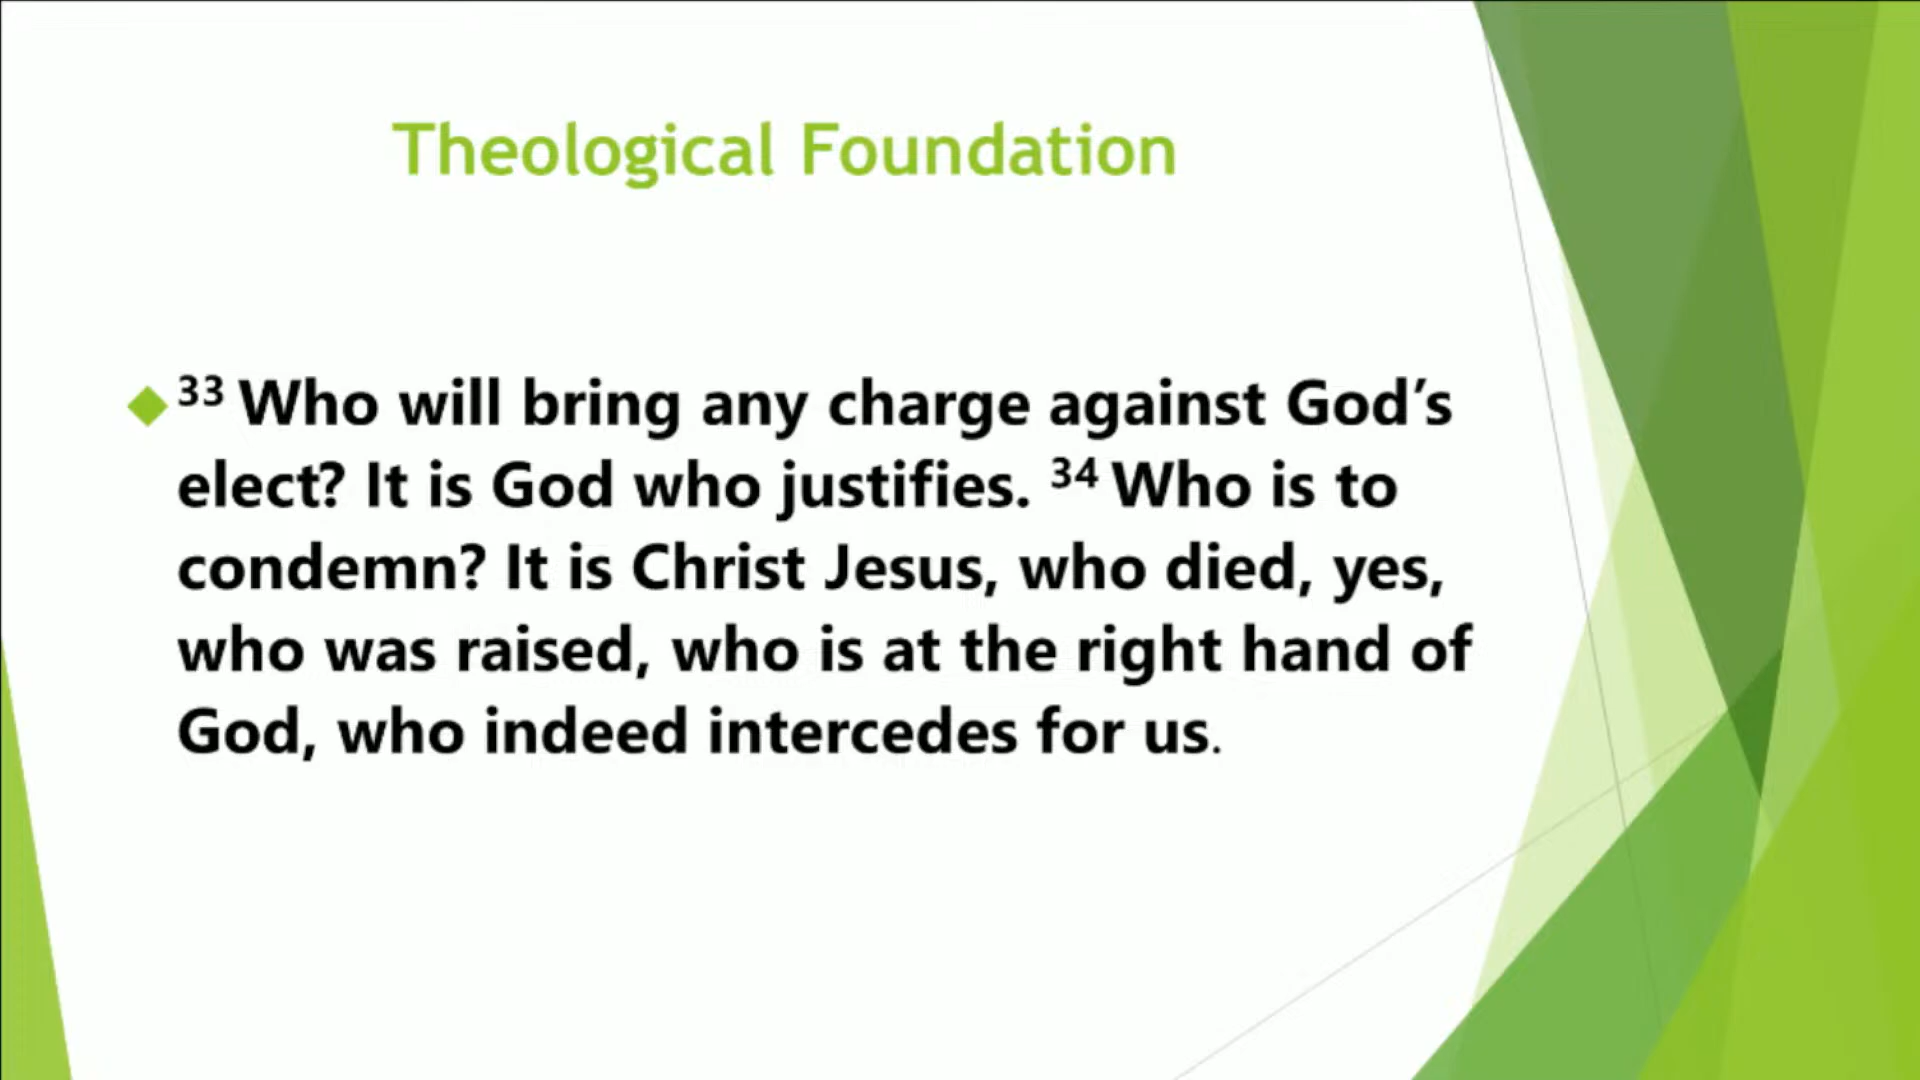 Theological Foundation
³³ Who will bring any charge against God’s
elect? It is God who justifies. ³⁴ Who is to
condemn? It is Christ Jesus, who died, yes,
who was raised, who is at the right hand of
God, who indeed intercedes for us.